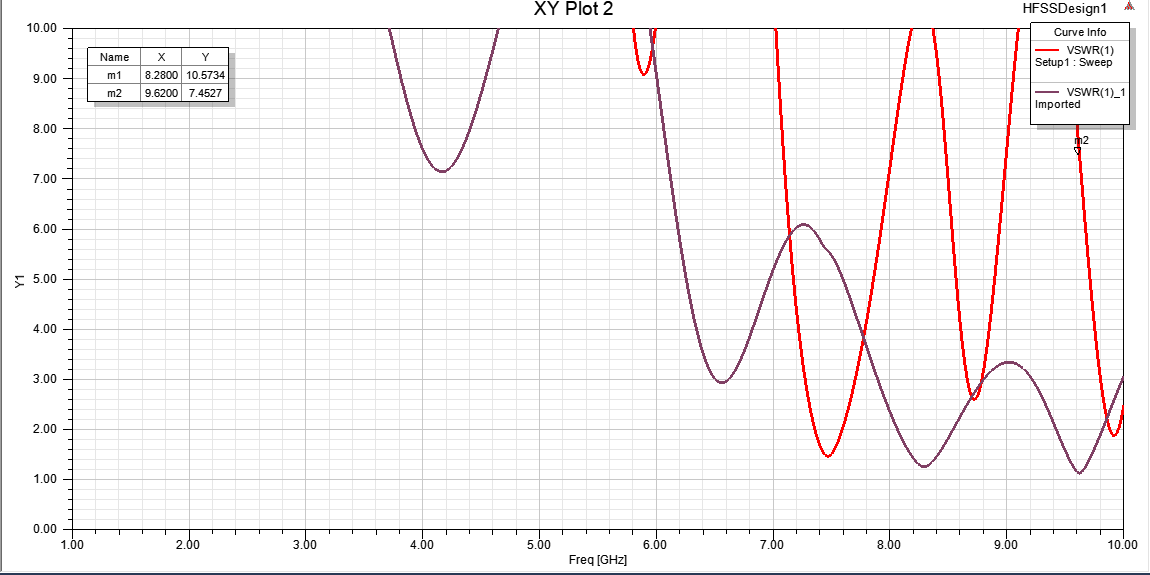 XY Plot 2
HFSSDesign1
Curve Info
VSWR(1)
Setup1 : Sweep
VSWR(1)_1
Imported
Name X Y
m1 8.2800 10.5734
m2 9.6200 7.4527
m2
10.00
9.00
8.00
7.00
6.00
5.00
4.00
3.00
2.00
1.00
0.00
Y1
1.00 2.00 3.00 4.00 5.00 6.00 7.00 8.00 9.00 10.00
Freq [GHz]